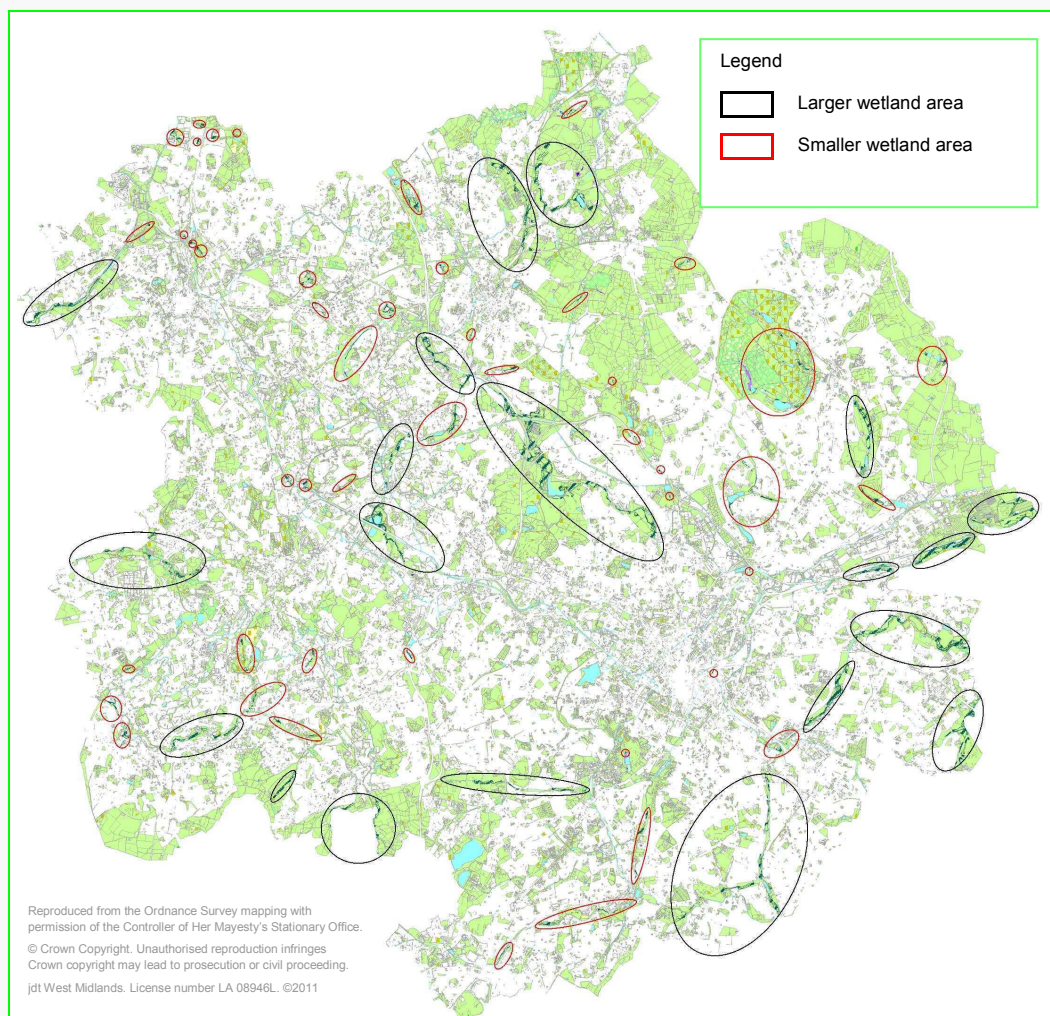 Legend
Larger wetland area
Smaller wetland area
Reproduced from the Ordnance Survey mapping with
permission of the Controller of Her Mayesty's Stationary Office.
© Crown Copyright. Unauthorised reproduction infringes
Crown copyright may lead to prosecution or civil proceeding.
jdt West Midlands. License number LA 08946L. ©2011